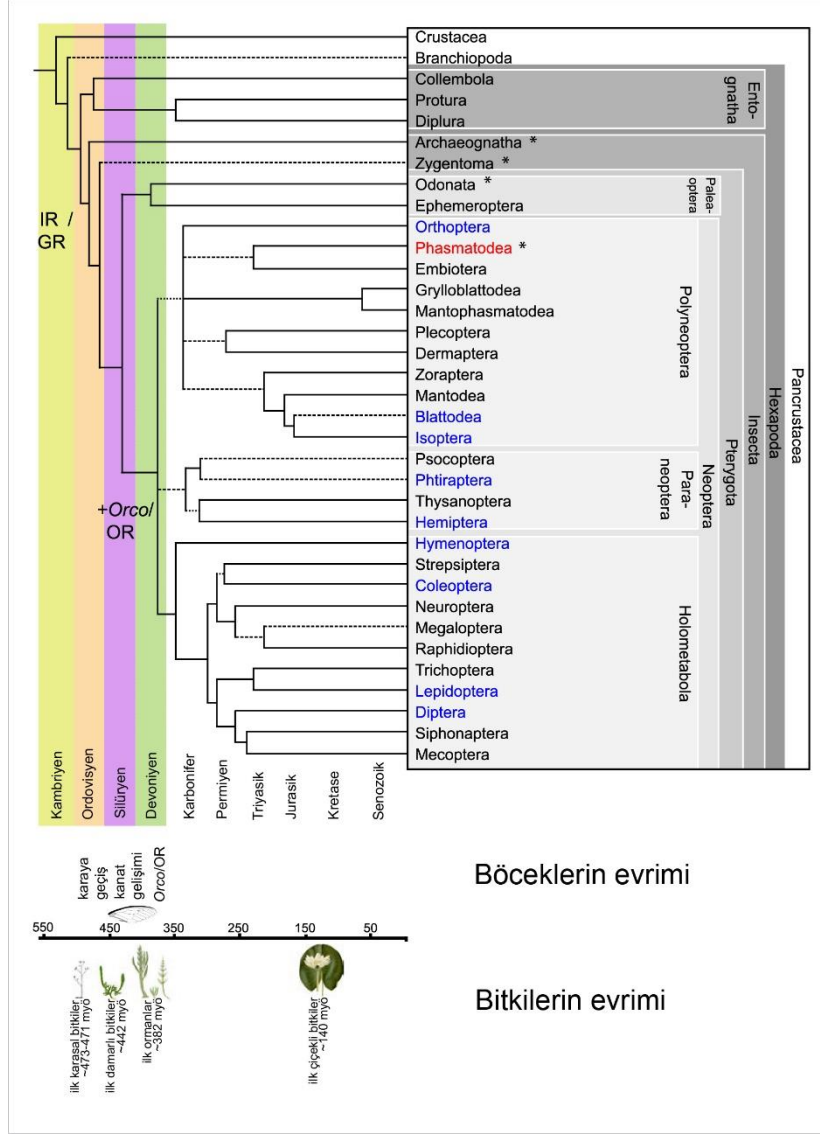 Crustacea
Branchiopoda
Collembola
Protura
Diplura
Archaeognatha *
Zygentoma *
Odonata *
Ephemeroptera
Orthoptera
Phasmatodea *
Embiotera
Grylloblattodea
Mantophasmatodea
Plecoptera
Dermaptera
Zoraptera
Mantodea
Blattodea
Isoptera
Psocoptera
Phtiraptera
Thysanoptera
Hemiptera
Hymenoptera
Strepsiptera
Coleoptera
Neuroptera
Megaloptera
Raphidioptera
Trichoptera
Lepidoptera
Diptera
Siphonaptera
Mecoptera
Ento-
gnatha
Palea-
optera
Polyneoptera
Para-
neoptera
Holometabola
Neoptera
Pterygota
Insecta
Hexapoda
Pancrustacea
IR /
GR
+Orco/
OR
Kambriyen
Ordovisyen
Silüryen
Devoniyen
Karbonifer
Permiyen
Triyasik
Jurasik
Kretase
Senozoik
karaya
geçiş
kanat
gelişimi
Orco/OR
Böceklerin evrimi
550 450 350 250 150 50
Bitkilerin evrimi
ilk karasal bitkiler
~473-471 myö
ilk damarlı bitkiler
~442 myö
ilk ormanlar
~382 myö
ilk çiçekli bitkiler
~140 myö